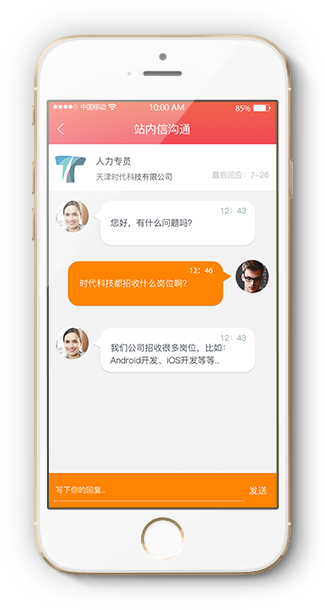 中国移动 10:00 AM 85%
站内信沟通
人力专员
天津时代科技有限公司 最后回应：7-26
12：43
您好，有什么问题吗？
12：46
时代科技都招收什么岗位啊？
12：43
我们公司招收很多岗位，比如：
Android开发、iOS开发等等..
写下你的回复.. 发送